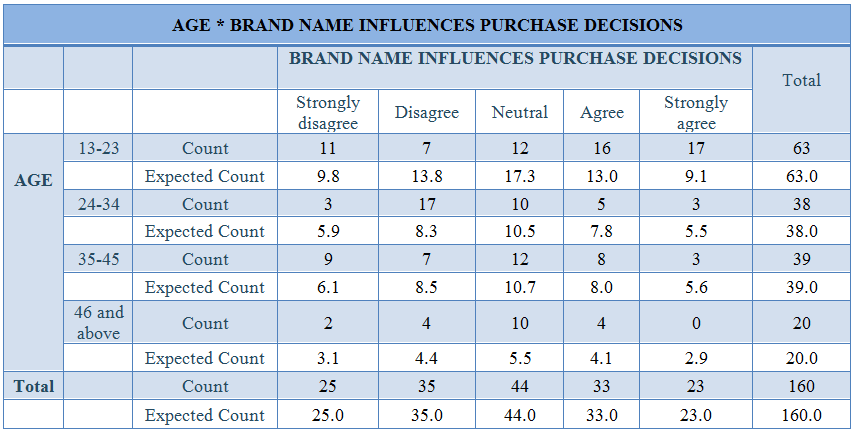 AGE * BRAND NAME INFLUENCES PURCHASE DECISIONS
BRAND NAME INFLUENCES PURCHASE DECISIONS Total
Strongly disagree Disagree Neutral Agree Strongly agree
AGE 13-23 Count 11 7 12 16 17 63
Expected Count 9.8 13.8 17.3 13.0 9.1 63.0
24-34 Count 3 17 10 5 3 38
Expected Count 5.9 8.3 10.5 7.8 5.5 38.0
35-45 Count 9 7 12 8 3 39
Expected Count 6.1 8.5 10.7 8.0 5.6 39.0
46 and above Count 2 4 10 4 0 20
Expected Count 3.1 4.4 5.5 4.1 2.9 20.0
Total Count 25 35 44 33 23 160
Expected Count 25.0 35.0 44.0 33.0 23.0 160.0